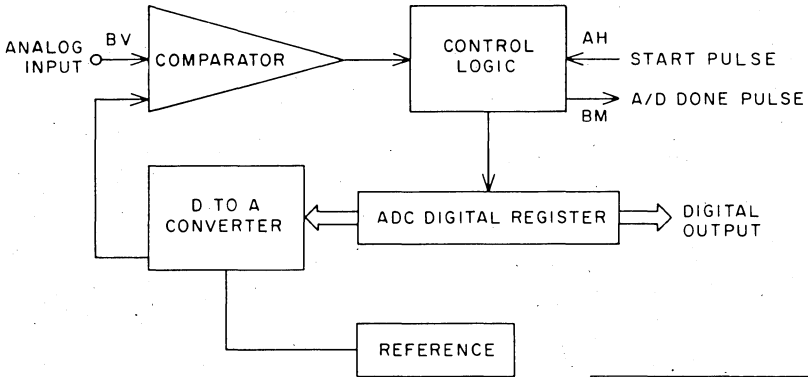 ANALOG
INPUT
BV
COMPARATOR
CONTROL
LOGIC
AH
START PULSE
A/D DONE PULSE
BM
D TO A
CONVERTER
ADC DIGITAL REGISTER
DIGITAL
OUTPUT
REFERENCE